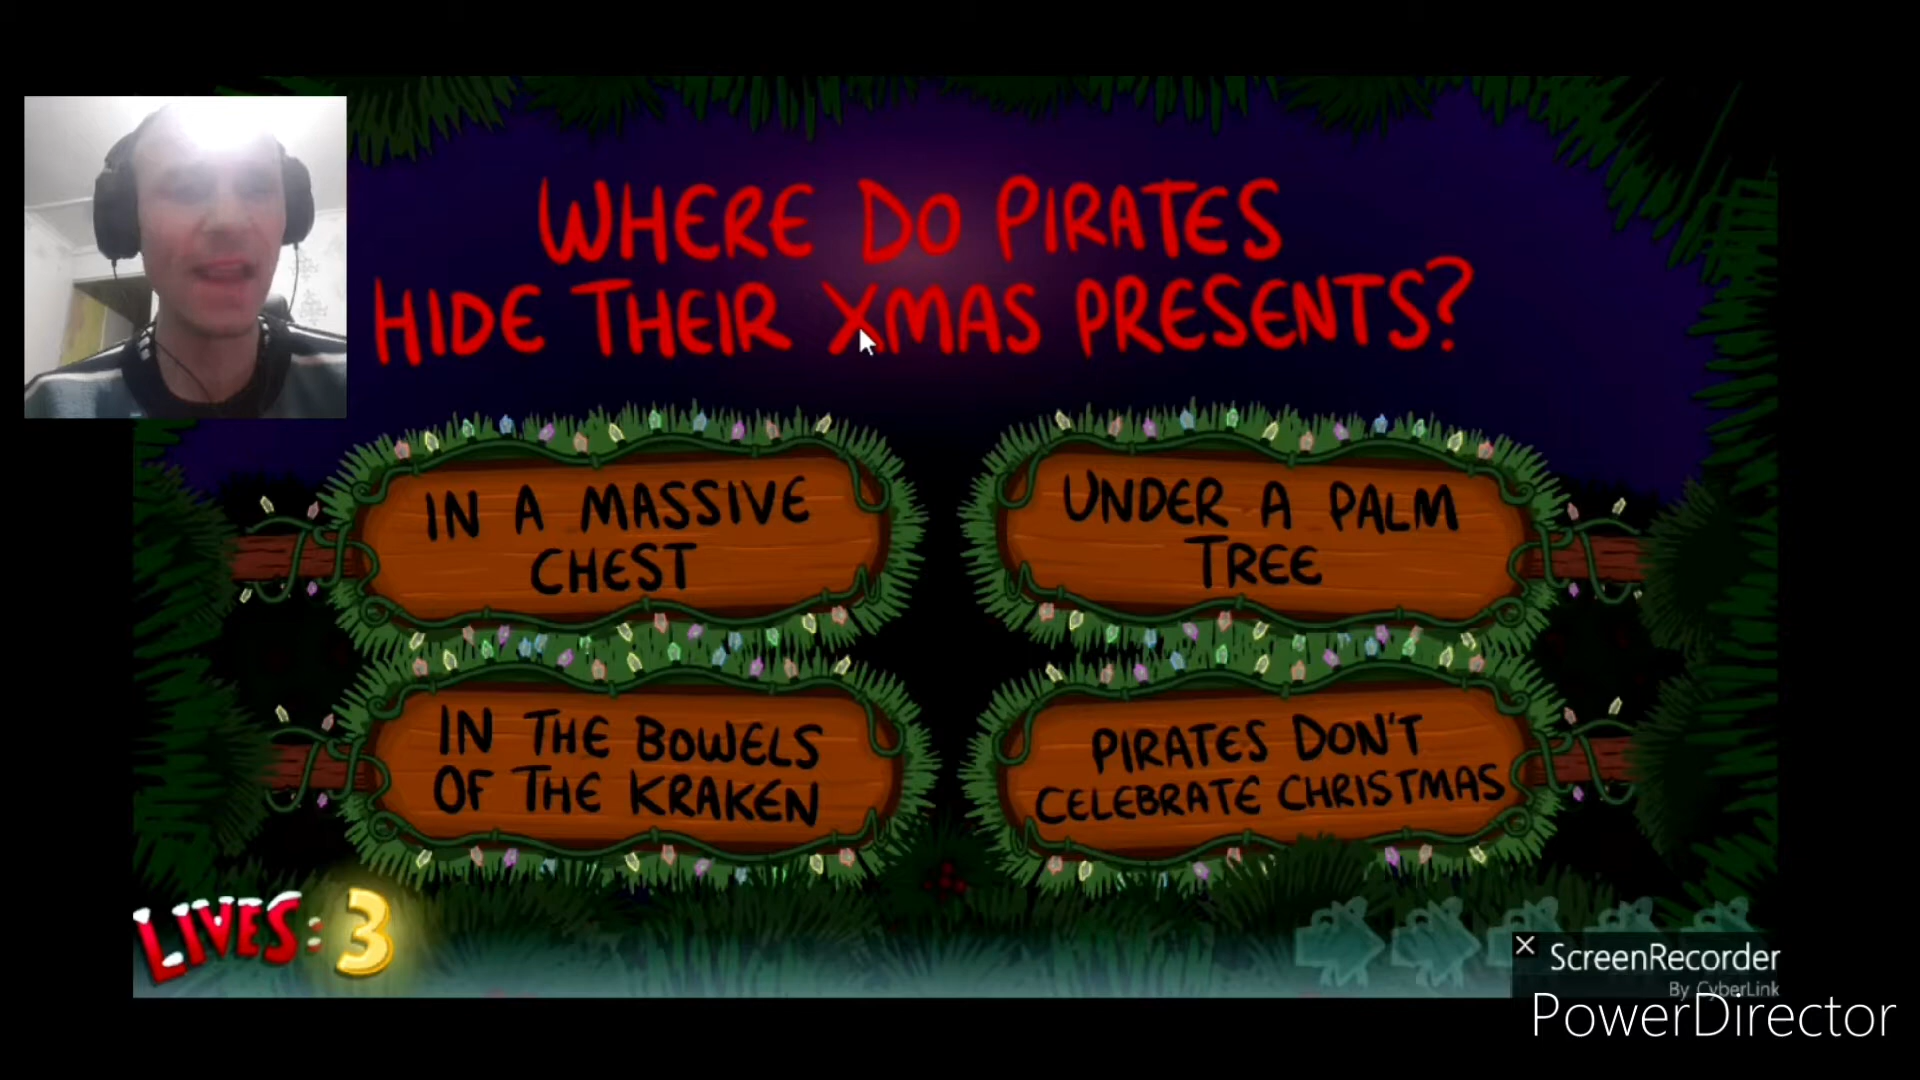 WHERE DO PIRATES
HIDE THEIR XMAS PRESENTS?
IN A MASSIVE
CHEST
UNDER A PALM
TREE
IN THE BOWELS
OF THE KRAKEN
PIRATES DON'T
CELEBRATE CHRISTMAS
LIVES: 3
ScreenRecorder
By CyberLink
PowerDirector